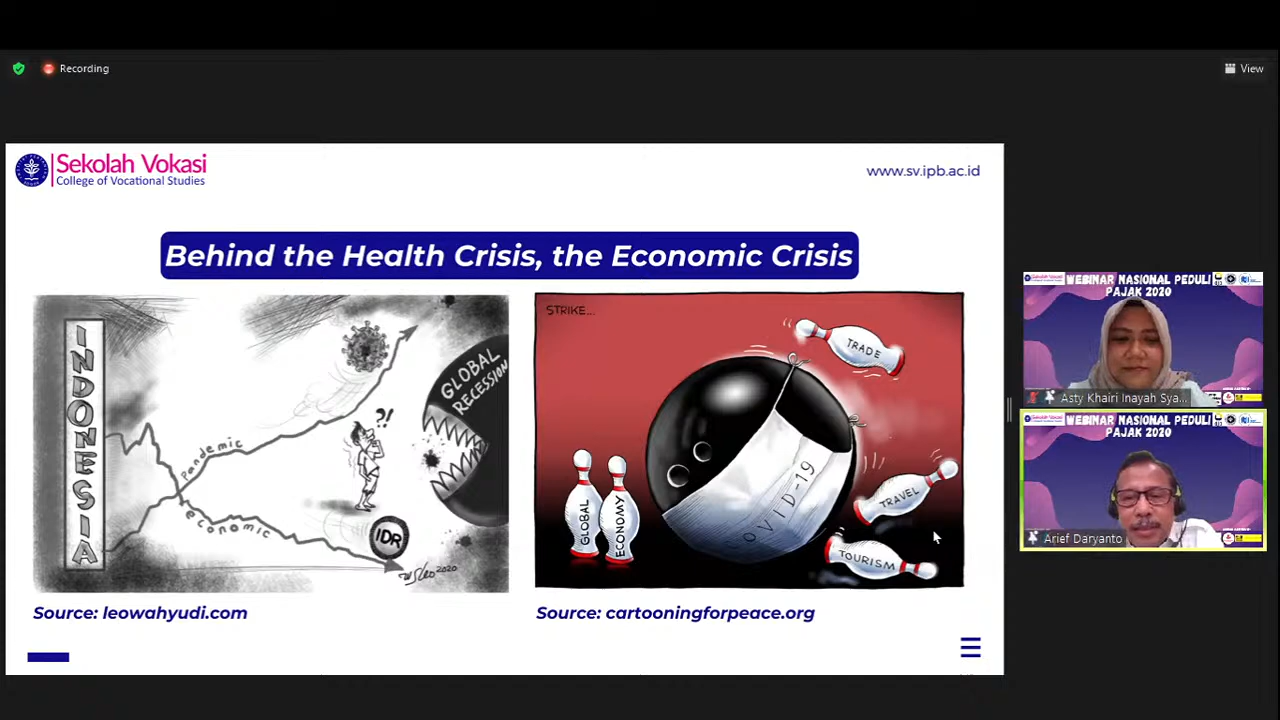 Recording
View
Sekolah Vokasi
College of Vocational Studies
www.sv.ipb.ac.id
Behind the Health Crisis, the Economic Crisis
INDONESIA
Pandemic
economic
?!
GLOBAL
RECESSION
IDR
2020
Source: leowahyudi.com
STRIKE...
TRADE
COVID-19
GLOBAL
ECONOMY
TRAVEL
TOURISM
Source: cartooningforpeace.org
WEBINAR NASIONAL PEDULI
PAJAK 2020
Asty Khairi Inayah Sya...
WEBINAR NASIONAL PEDULI
PAJAK 2020
Arief Daryanto